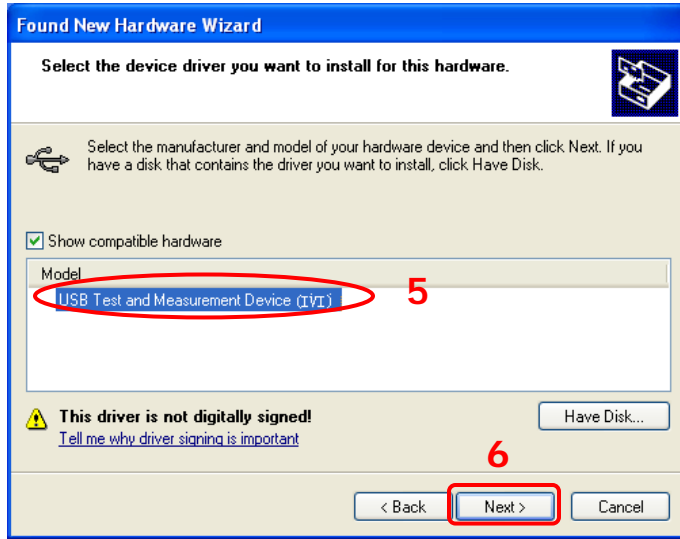 Found New Hardware Wizard
Select the device driver you want to install for this hardware.
Select the manufacturer and model of your hardware device and then click Next. If you
have a disk that contains the driver you want to install, click Have Disk.
Show compatible hardware
Model
USB Test and Measurement Device (IVI)
5
This driver is not digitally signed!
Have Disk...
Tell me why driver signing is important
6
< Back
Next >
Cancel